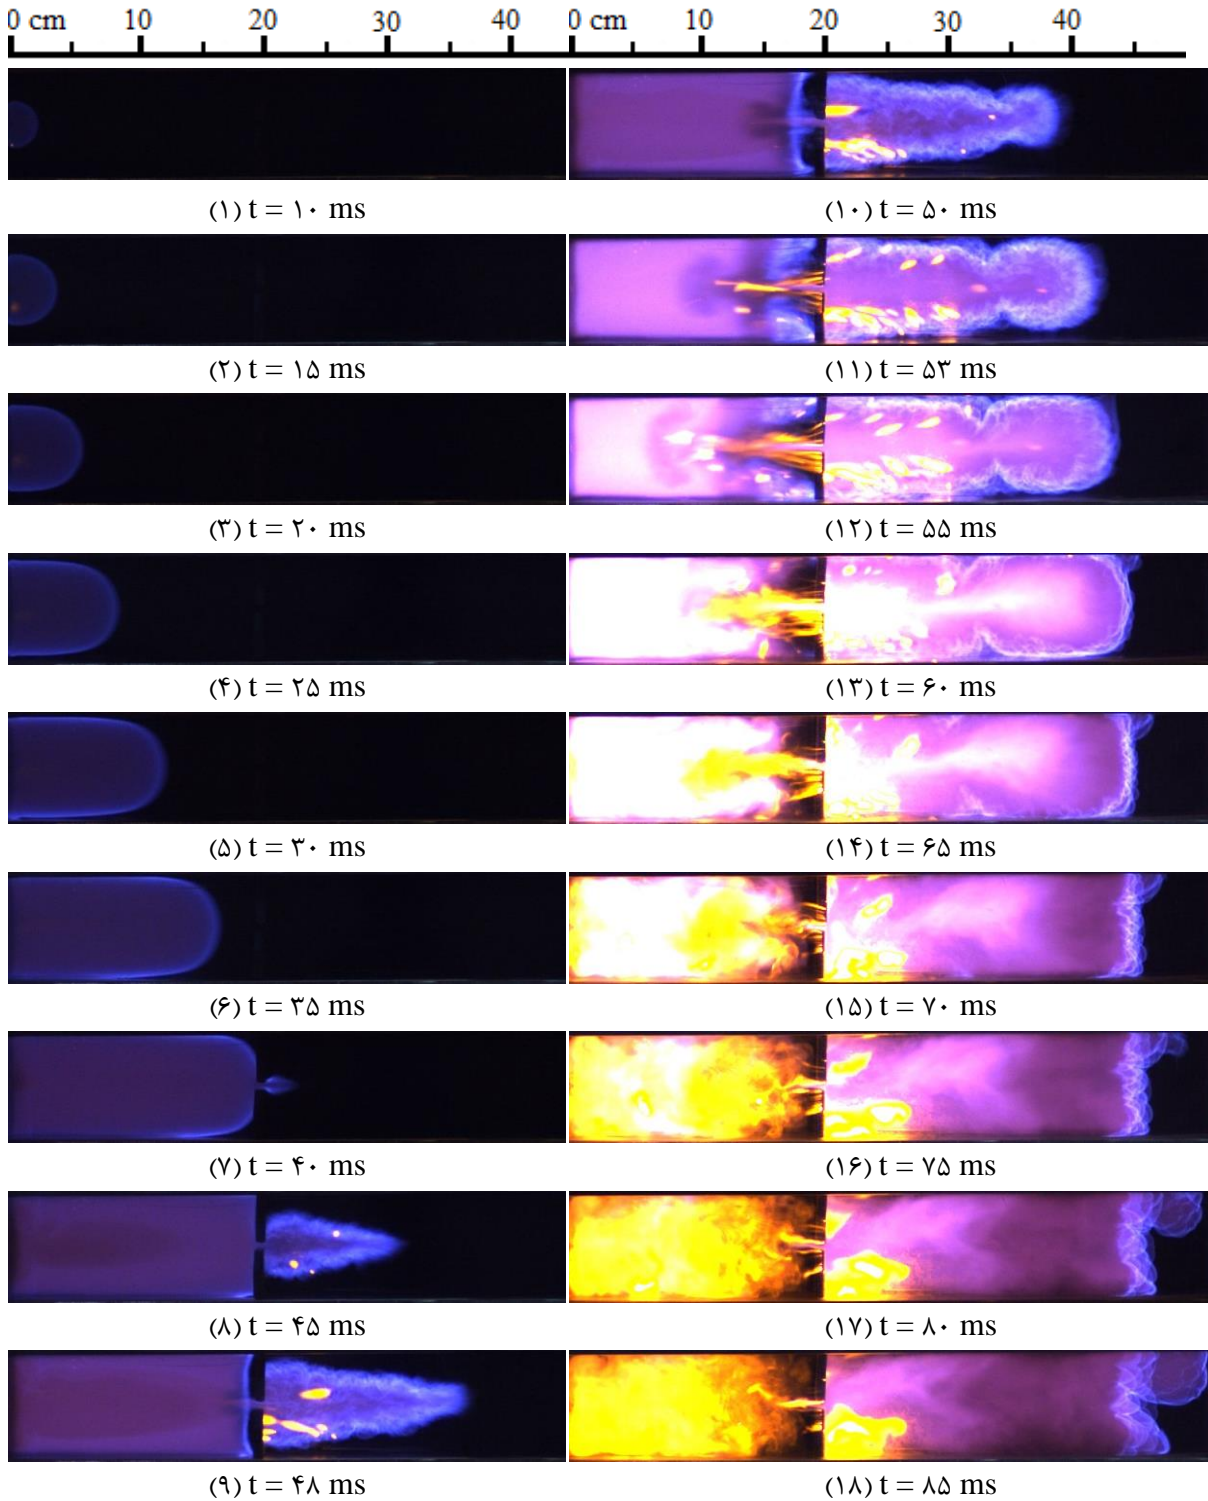 0 cm 10 20 30 40
0 cm 10 20 30 40
(۱) t = ۱۰ ms
(۲) t = ۱۵ ms
(۳) t = ۲۰ ms
(۴) t = ۲۵ ms
(۵) t = ۳۰ ms
(۶) t = ۳۵ ms
(۷) t = ۴۰ ms
(۸) t = ۴۵ ms
(۹) t = ۴۸ ms
(۱۰) t = ۵۰ ms
(۱۱) t = ۵۳ ms
(۱۲) t = ۵۵ ms
(۱۳) t = ۶۰ ms
(۱۴) t = ۶۵ ms
(۱۵) t = ۷۰ ms
(۱۶) t = ۷۵ ms
(۱۷) t = ۸۰ ms
(۱۸) t = ۸۵ ms